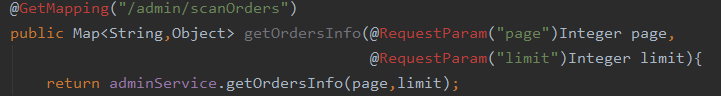 @GetMapping("/admin/scanOrders")
public Map<String,Object> getOrdersInfo(@RequestParam("page")Integer page,
@RequestParam("limit")Integer limit){
return adminService.getOrdersInfo(page,limit);